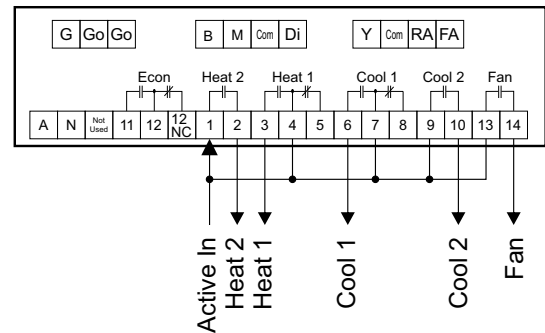 G Go Go B M Com Di Y Com RA FA
Econ Heat 2 Heat 1 Cool 1 Cool 2 Fan
A N Not Used 11 12 12 NC 1 2 3 4 5 6 7 8 9 10 13 14
Active In
Heat 2
Heat 1
Cool 1
Cool 2
Fan